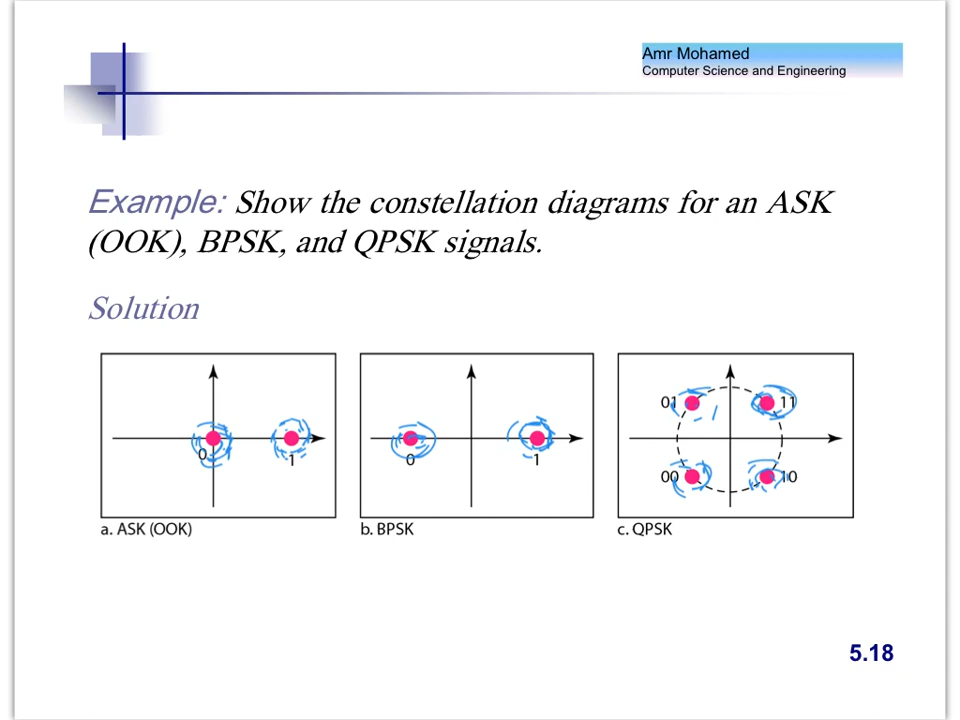 Amr Mohamed
Computer Science and Engineering
Example: Show the constellation diagrams for an ASK
(OOK), BPSK, and QPSK signals.
Solution
0
1
a. ASK (OOK)
0
1
b. BPSK
01
11
00
10
c. QPSK
5.18